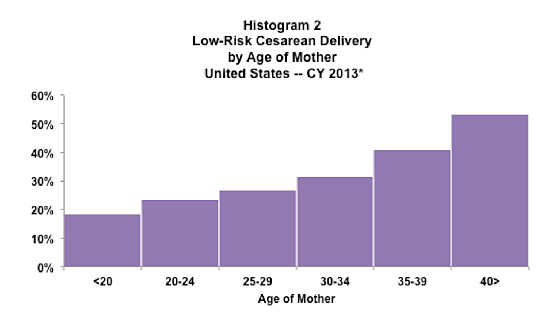 Histogram 2
Low-Risk Cesarean Delivery
by Age of Mother
United States -- CY 2013*
60%
50%
40%
30%
20%
10%
0%
<20 20-24 25-29 30-34 35-39 40>
Age of Mother